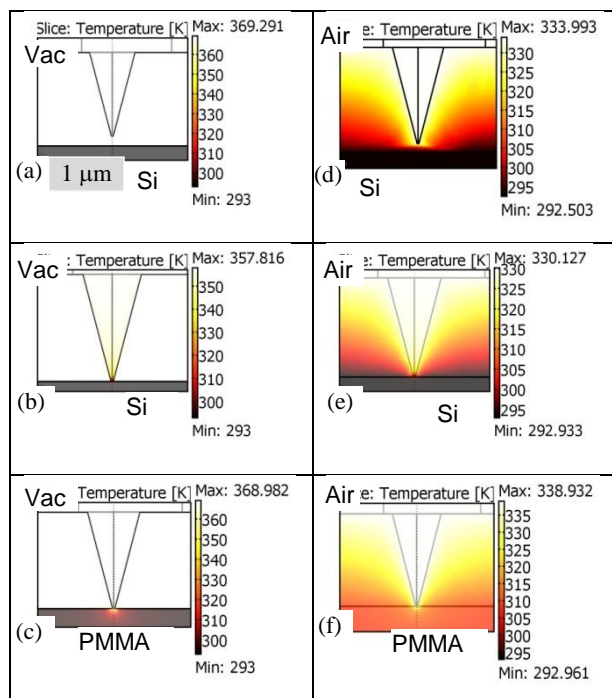 Slice: Temperature [K] Max: 369.291
Vac
360
350
340
330
320
310
300
(a) 1 μm
Si
Min: 293
Temperature [K] Max: 333.993
Air
330
325
320
315
310
305
300
295
(d)
Si
Min: 292.503
Temperature [K] Max: 357.816
Vac
350
340
330
320
310
300
(b)
Si
Min: 293
e: Temperature [K] Max: 330.127
Air
330
325
320
315
310
305
300
295
(e)
Si
Min: 292.933
Temperature [K] Max: 368.982
Vac
360
350
340
330
320
310
300
(c)
PMMA
Min: 293
e: Temperature [K] Max: 338.932
Air
335
330
325
320
315
310
305
300
295
(f)
PMMA
Min: 292.961